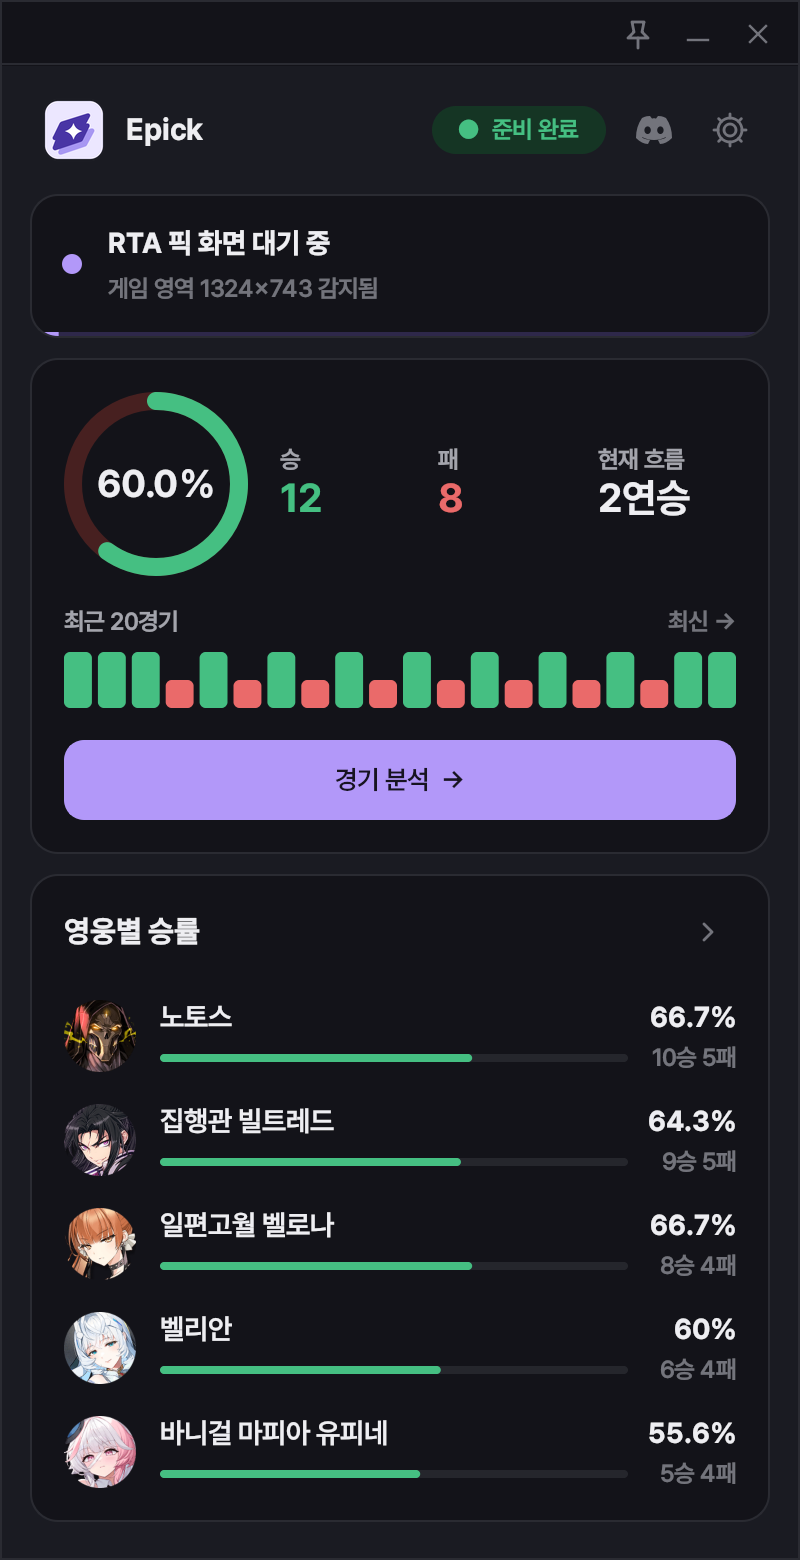 Epick
준비 완료
RTA 픽 화면 대기 중
게임 영역 1324×743 감지됨
60.0%
승
12
패
8
현재 흐름
2연승
최근 20경기
최신 →
경기 분석 →
영웅별 승률
노토스
66.7%
10승 5패
집행관 빌트레드
64.3%
9승 5패
일편고월 벨로나
66.7%
8승 4패
벨리안
60%
6승 4패
바니걸 마피아 유피네
55.6%
5승 4패